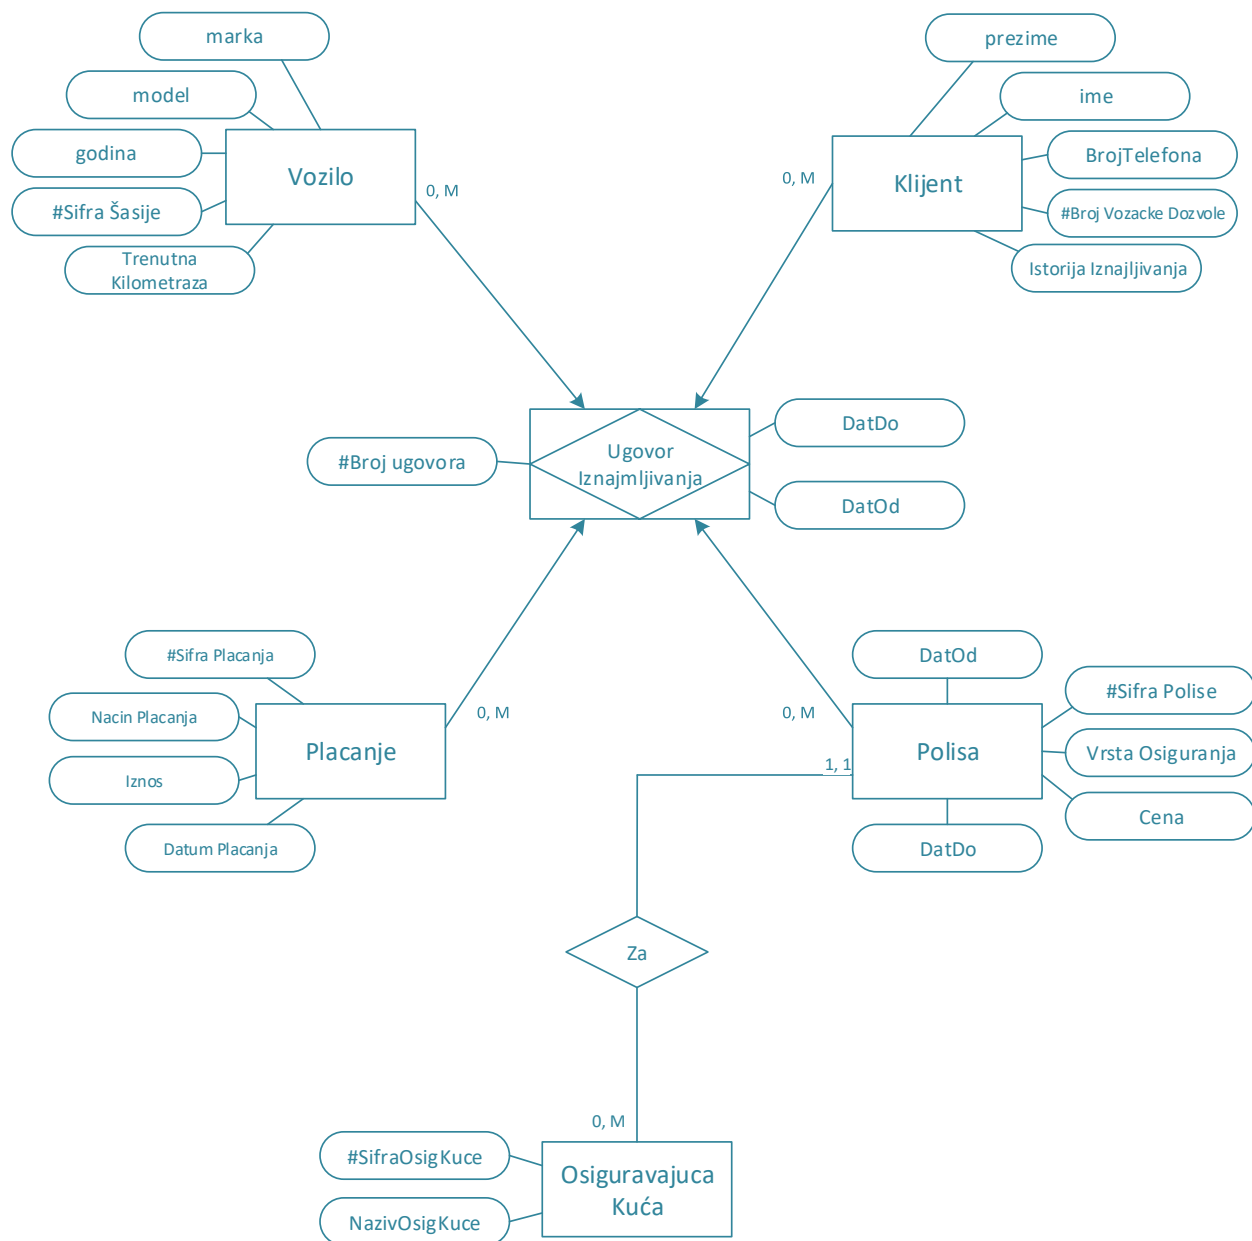 marka
prezime
model
ime
godina
Vozilo
BrojTelefona
0, M
0, M
Klijent
#Sifra Šasije
#Broj Vozacke Dozvole
Trenutna
Kilometraza
Istorija Iznajljivanja
DatDo
#Broj ugovora
Ugovor
Iznajmljivanja
DatOd
#Sifra Placanja
DatOd
Nacin Placanja
#Sifra Polise
0, M
0, M
Placanje
Polisa
Vrsta Osiguranja
Iznos
1, 1
Cena
Datum Placanja
DatDo
Za
0, M
#SifraOsigKuce
Osiguravajuca
Kuća
NazivOsigKuce